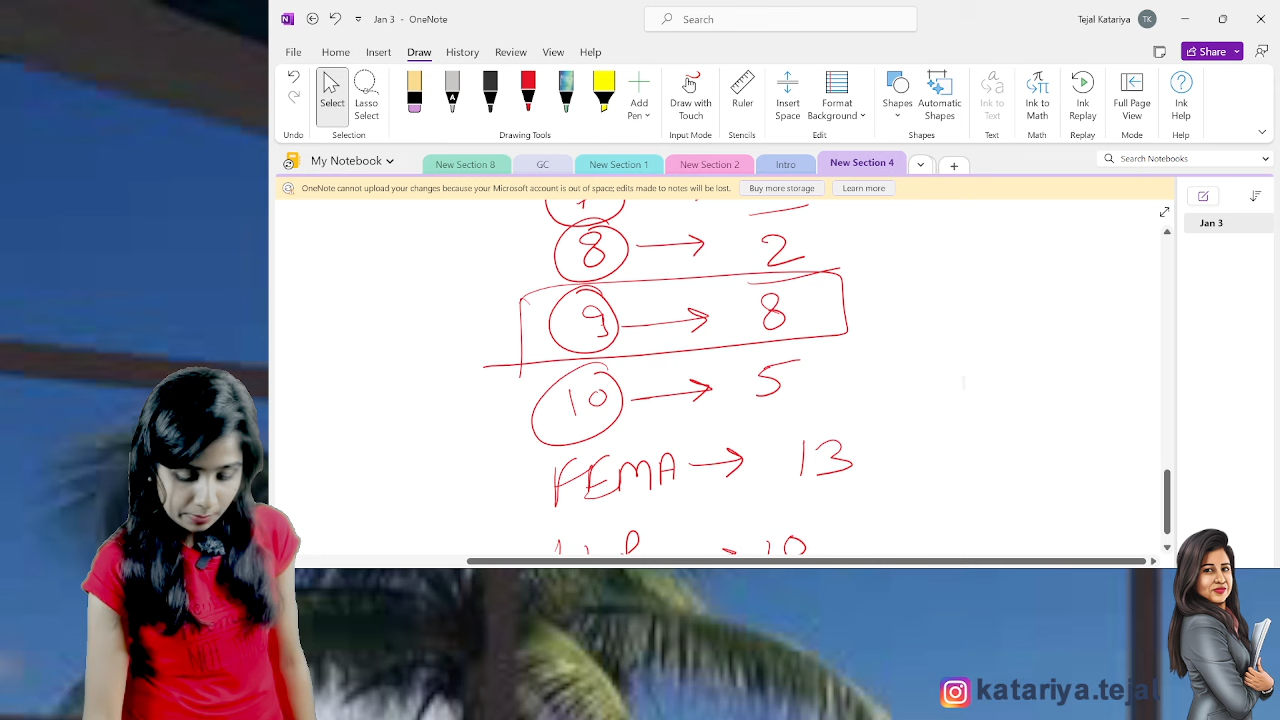 Jan 3 - OneNote
Search
Tejal Katariya
TK
File Home Insert Draw History Review View Help
Share
Undo
Select
Lasso Select
Selection
Drawing Tools
Add Pen
Draw with Touch
Input Mode
Ruler
Stencils
Insert Space
Format Background
Edit
Shapes
Automatic Shapes
Shapes
Ink to Text
Text
Ink to Math
Math
Ink Replay
Replay
Full Page View
Mode
Ink Help
Help
My Notebook
New Section 8 GC New Section 1 New Section 2 Intro New Section 4
Search Notebooks
OneNote cannot upload your changes because your Microsoft account is out of space; edits made to notes will be lost. Buy more storage Learn more
Jan 3
8 → 2
9 → 8
10 → 5
FEMA → 13
katariya.tejal